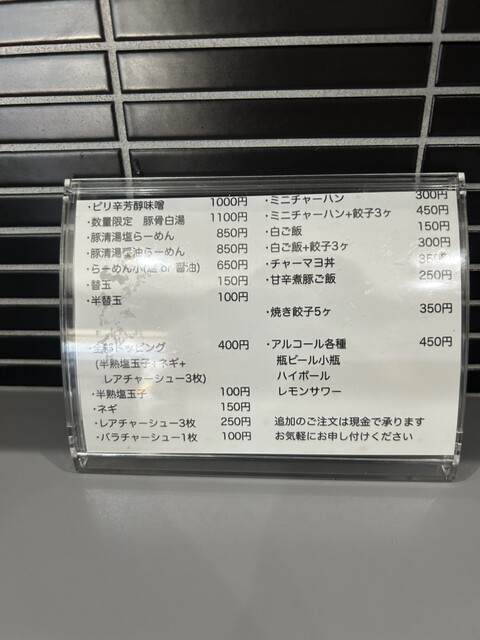 ・ピリ辛芳醇味噌 1000円
・数量限定 豚骨白湯 1100円
・豚清湯塩らーめん 850円
・豚清湯醤油らーめん 850円
・らーめん小(塩 or 醤油) 650円
・替玉 150円
・半替玉 100円
・全部トッピング 400円
(半熟塩玉子+ネギ+
レアチャーシュー3枚)
・半熟塩玉子 100円
・ネギ 150円
・レアチャーシュー3枚 250円
・バラチャーシュー1枚 100円
・ミニチャーハン 300円
・ミニチャーハン+餃子3ヶ 450円
・白ご飯 150円
・白ご飯+餃子3ヶ 300円
・チャーマヨ丼 350円
・甘辛煮豚ご飯 250円
・焼き餃子5ヶ 350円
・アルコール各種 450円
瓶ビール小瓶
ハイボール
レモンサワー
追加のご注文は現金で承ります
お気軽にお申し付けください